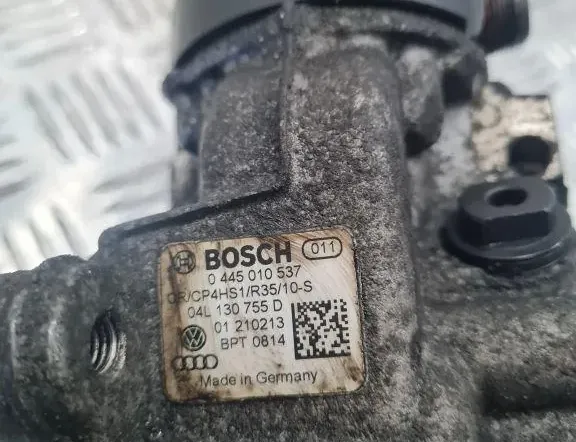 BOSCH 011
0 445 010 537
CR/CP4HS1/R35/10-S
04L 130 755 D
01 210213
BPT 0814
Made in Germany